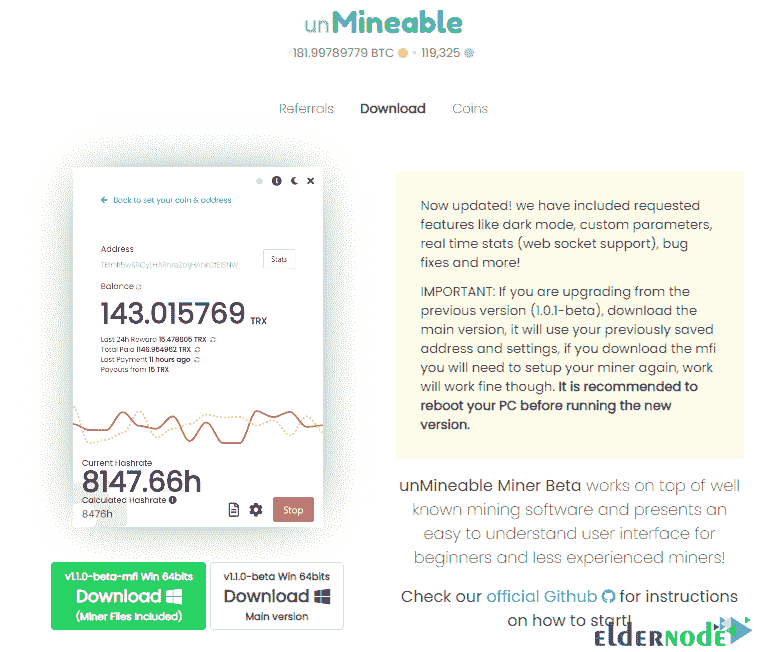 unMineable
181.99789779 BTC • 119,325
Referrals Download Coins
Back to set your coin & address
Address
Stats
Balance
143.015769 TRX
Last 24h Reward 15.478605 TRX
Total Paid 1146.954962 TRX
Last Payment 11 hours ago
Payouts from 15 TRX
Current Hashrate
8147.66h
Calculated Hashrate
8476h
Stop
v1.1.0-beta-mfi Win 64bits
Download
(Miner Files Included)
v1.1.0-beta Win 64bits
Download
Main version
Now updated! we have included requested
features like dark mode, custom parameters,
real time stats (web socket support), bug
fixes and more!
IMPORTANT: If you are upgrading from the
previous version (1.0.1-beta), download the
main version, it will use your previously saved
address and settings, if you download the mfi
you will need to setup your miner again, work
will work fine though. It is recommended to
reboot your PC before running the new
version.
unMineable Miner Beta works on top of well
known mining software and presents an
easy to understand user interface for
beginners and less experienced miners!
Check our official Github for instructions
on how to start!
elderNODE